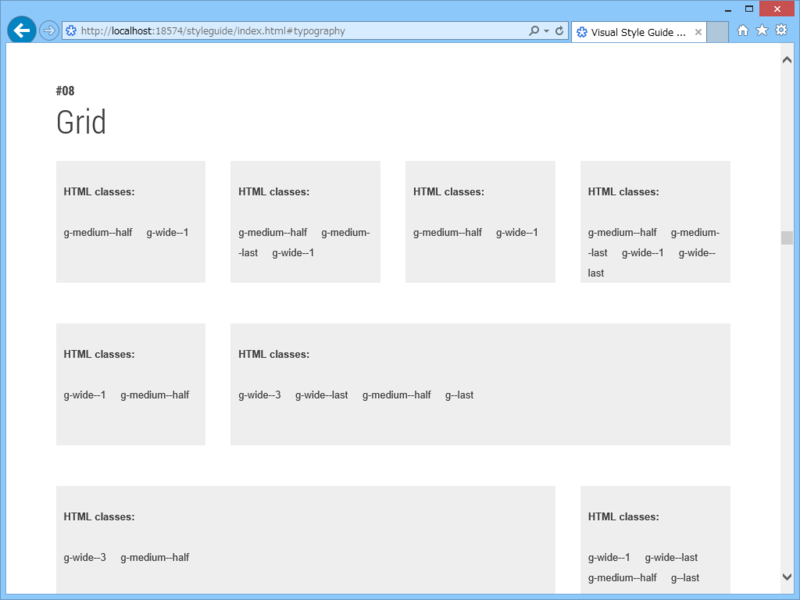 http://localhost:18574/styleguide/index.html#typography
Visual Style Guide ...
#08
Grid
HTML classes:
g-medium--half g-wide--1
HTML classes:
g-medium--half g-medium-
-last g-wide--1
HTML classes:
g-medium--half g-wide--1
HTML classes:
g-medium--half g-medium-
-last g-wide--1 g-wide--
last
HTML classes:
g-wide--1 g-medium--half
HTML classes:
g-wide--3 g-wide--last g-medium--half g--last
HTML classes:
g-wide--3 g-medium--half
HTML classes:
g-wide--1 g-wide--last
g-medium--half g--last